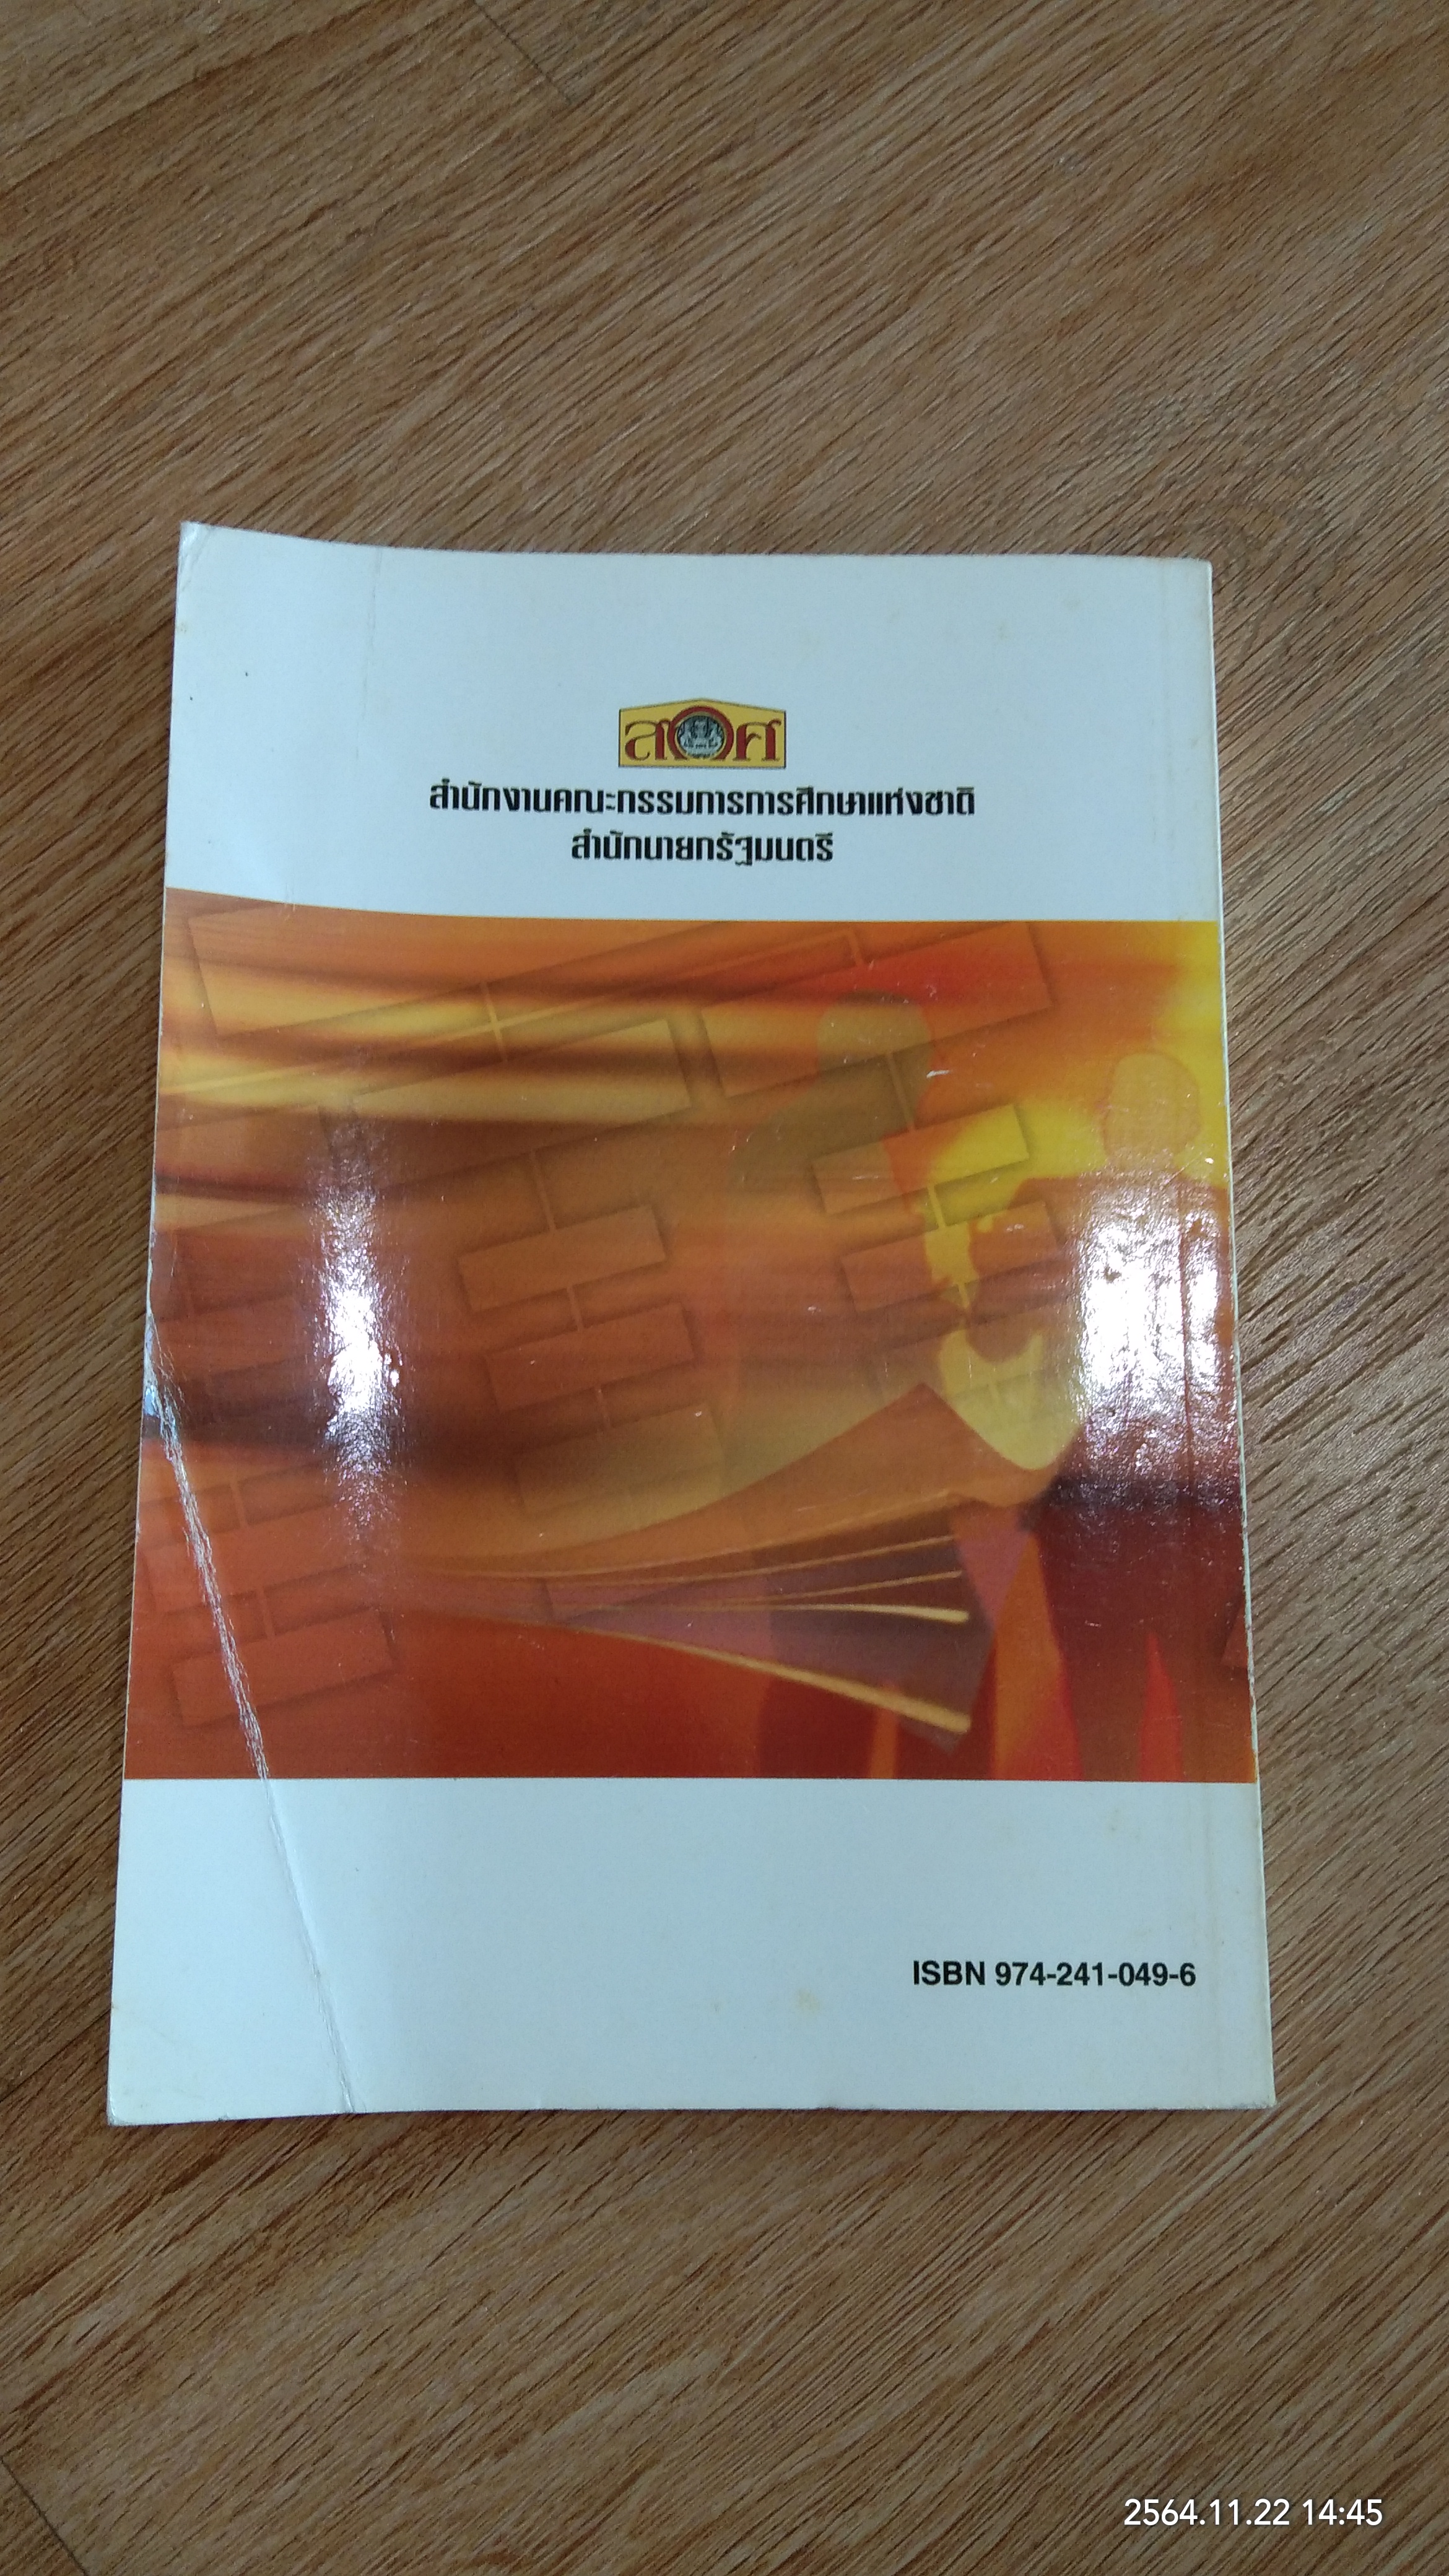 สกศ
สำนักงานคณะกรรมการการศึกษาแห่งชาติ
สำนักนายกรัฐมนตรี
ISBN 974-241-049-6
2564.11.22 14:45